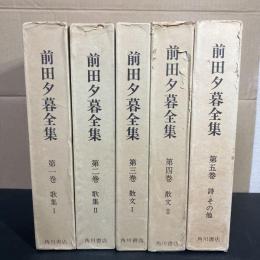 前田夕暮全集
第一巻 歌集Ⅰ
角川書店
前田夕暮全集
第二巻 歌集Ⅱ
角川書店
前田夕暮全集
第三巻 散文Ⅰ
角川書店
前田夕暮全集
第四巻 散文Ⅱ
角川書店
前田夕暮全集
第五巻 詩 その他
角川書店